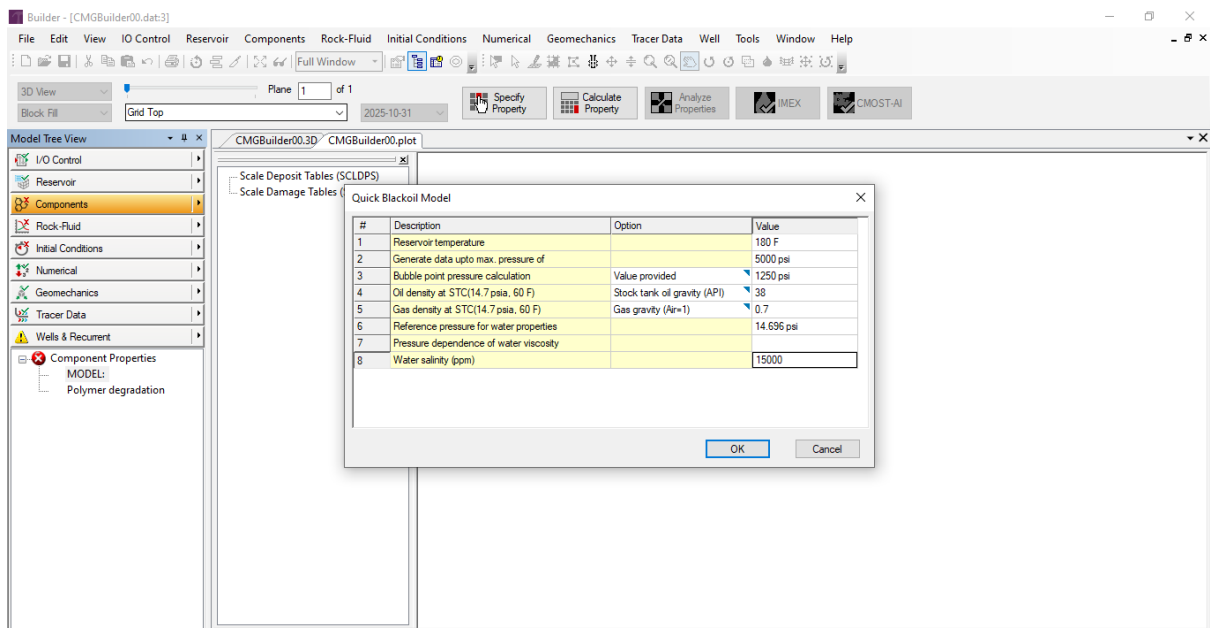 Builder - [CMGBuilder00.dat:3]
File Edit View IO Control Reservoir Components Rock-Fluid Initial Conditions Numerical Geomechanics Tracer Data Well Tools Window Help
Full Window
3D View Plane 1 of 1
Block Fill Grid Top 2025-10-31
Specify Property
Calculate Property
Analyze Properties
IMEX
CMOST-AI
Model Tree View
CMGBuilder00.3D CMGBuilder00.plot
I/O Control
Reservoir
Components
Rock-Fluid
Initial Conditions
Numerical
Geomechanics
Tracer Data
Wells & Recurrent
Component Properties
MODEL:
Polymer degradation
Scale Deposit Tables (SCLDPS)
Scale Damage Tables (
Quick Blackoil Model
# Description Option Value
1 Reservoir temperature 180 F
2 Generate data upto max. pressure of 5000 psi
3 Bubble point pressure calculation Value provided 1250 psi
4 Oil density at STC(14.7 psia, 60 F) Stock tank oil gravity (API) 38
5 Gas density at STC(14.7 psia, 60 F) Gas gravity (Air=1) 0.7
6 Reference pressure for water properties 14.696 psi
7 Pressure dependence of water viscosity
8 Water salinity (ppm) 15000
OK Cancel